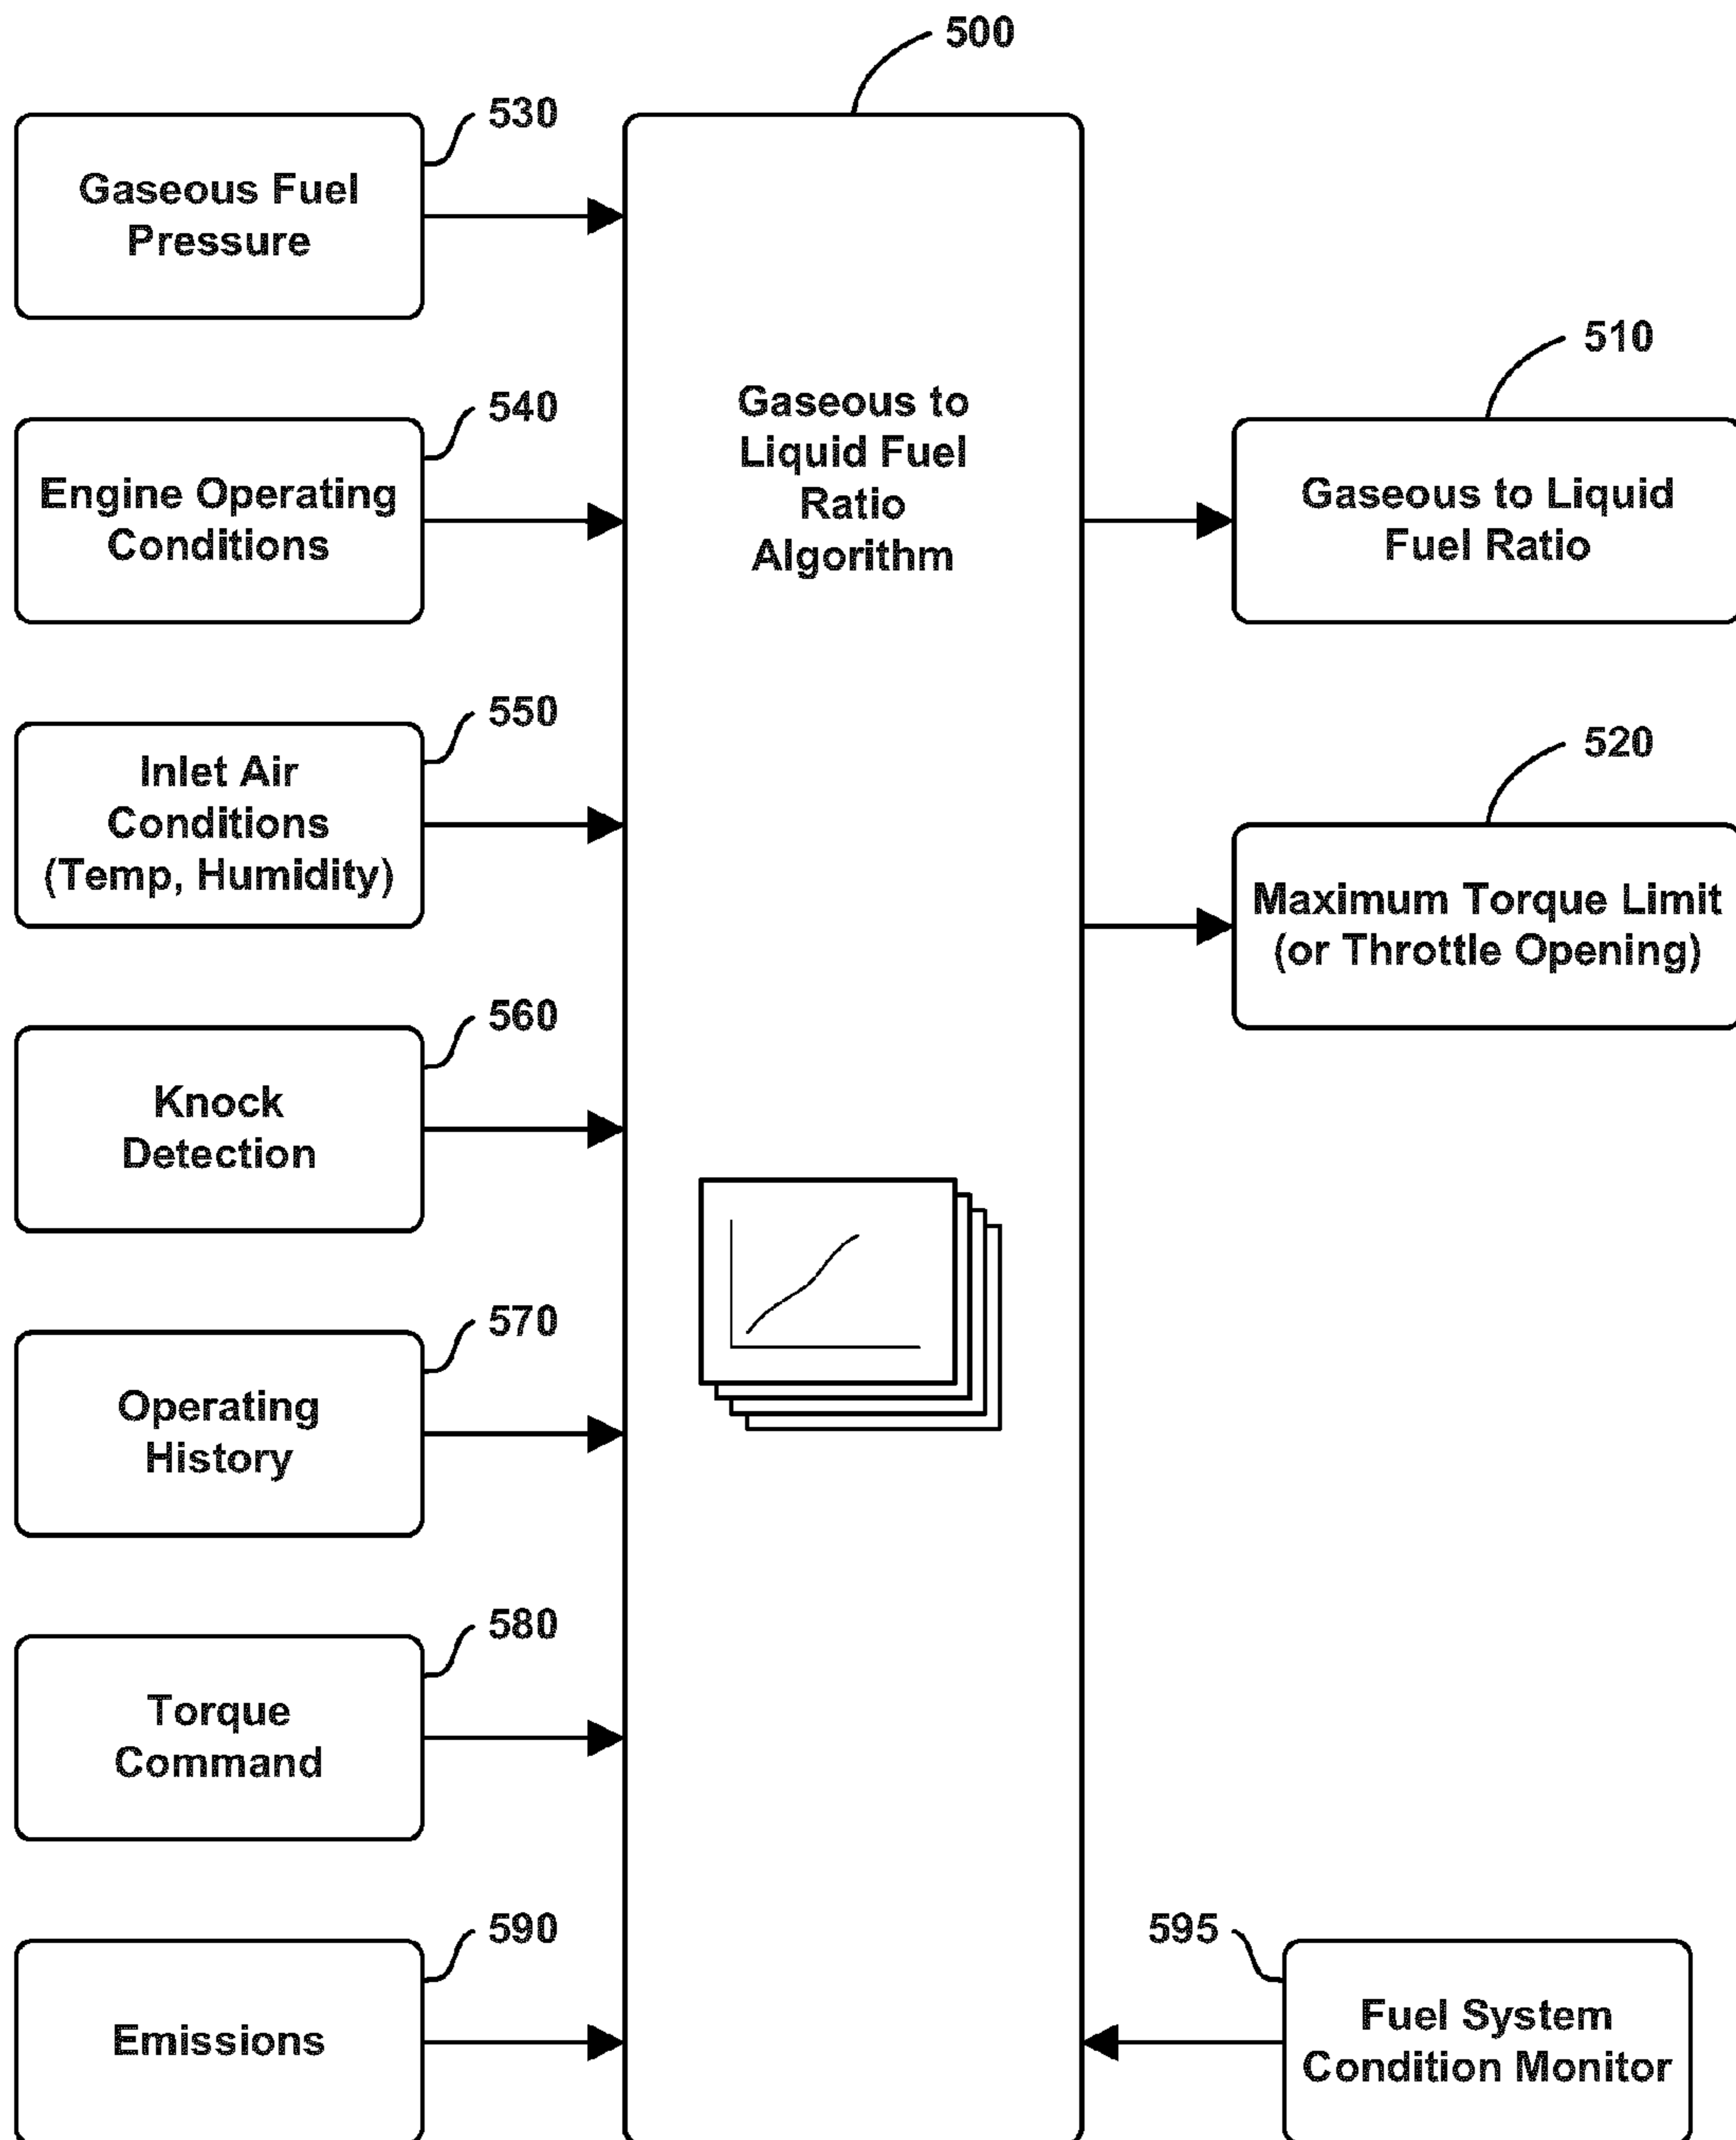 500
530
Gaseous Fuel
Pressure
540
Engine Operating
Conditions
550
Inlet Air
Conditions
(Temp, Humidity)
560
Knock
Detection
570
Operating
History
580
Torque
Command
590
Emissions
Gaseous to
Liquid Fuel
Ratio
Algorithm
510
Gaseous to Liquid
Fuel Ratio
520
Maximum Torque Limit
(or Throttle Opening)
595
Fuel System
Condition Monitor